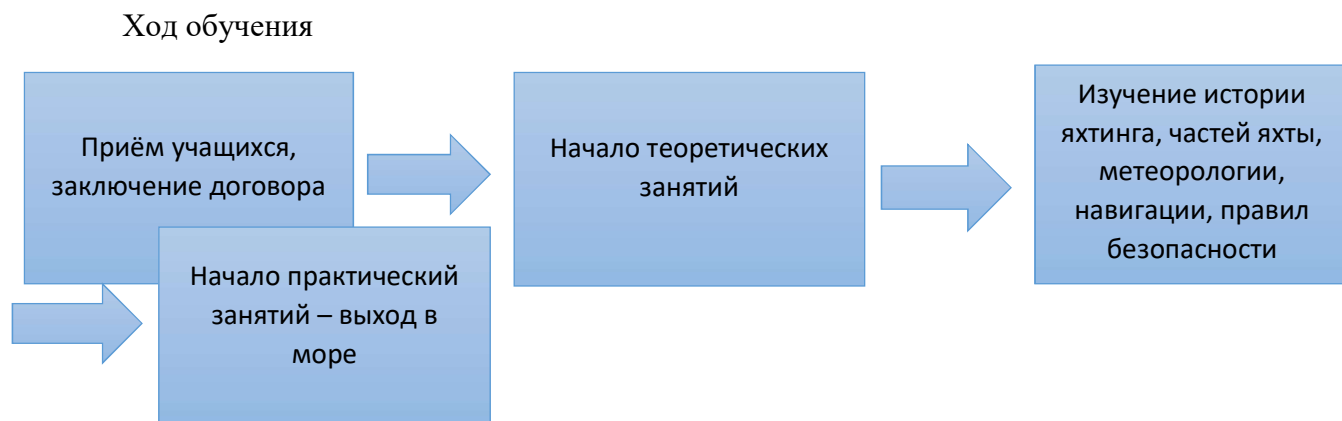 Ход обучения
Приём учащихся,
заключение договора
Начало теоретических
занятий
Изучение истории
яхтинга, частей яхты,
метеорологии,
навигации, правил
безопасности
Начало практический
занятий – выход в
море